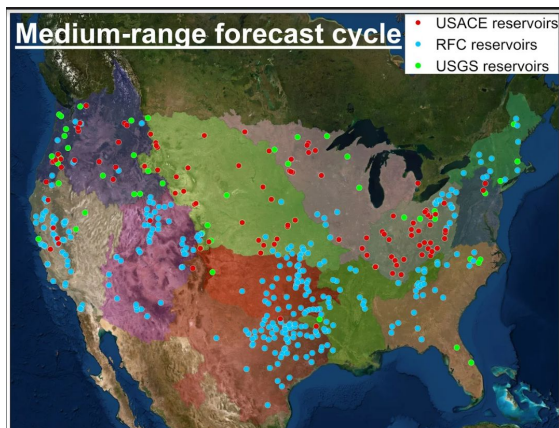 Medium-range forecast cycle
USACE reservoirs
RFC reservoirs
USGS reservoirs